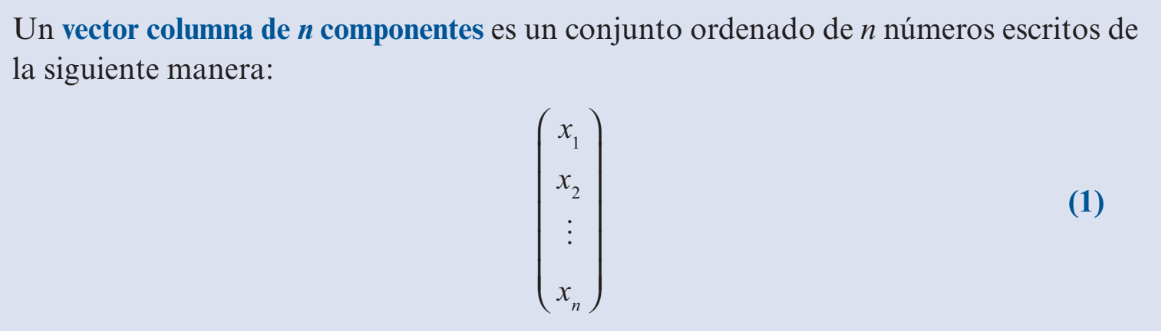 Un vector columna de n componentes es un conjunto ordenado de n números escritos de
la siguiente manera:
x₁
x₂
⋮
xₙ
(1)